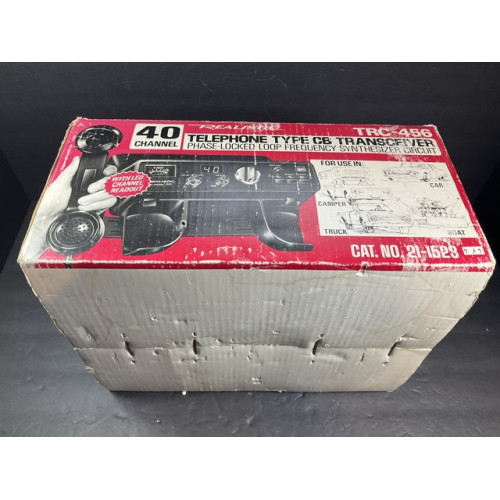 40
CHANNEL
REALISTIC
TRC-456
TELEPHONE TYPE CB TRANSCEIVER
PHASE-LOCKED LOOP FREQUENCY SYNTHESIZER CIRCUIT
WITH LED
CHANNEL
READOUT
40
FOR USE IN:
CAR
CAMPER
TRUCK
BOAT
CAT. NO. 21-1523